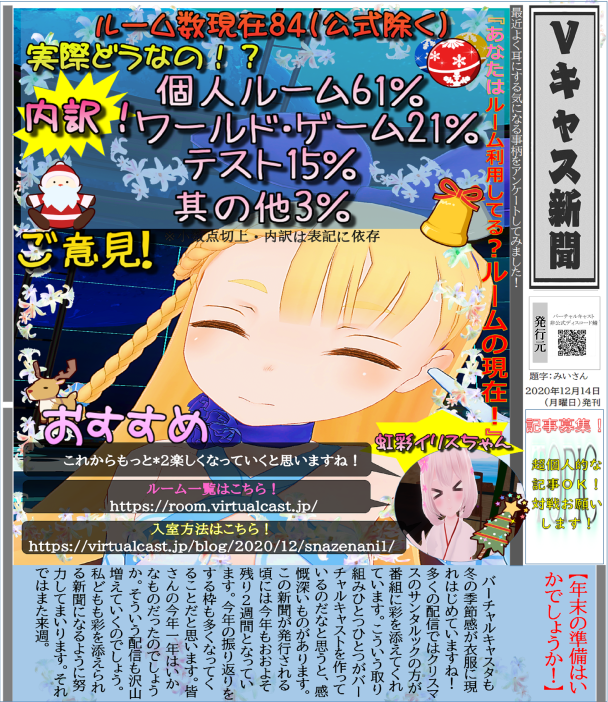 Vキャス新聞
発行元
バーチャルキャスト
非公式ディスコード鯖
題字：みいさん
2020年12月14日
（月曜日）発刊
記事募集！
超個人的な
記事OK！
対戦お願い
します！
最近よく耳にする気になる事柄をアンケートしてみました！
『あなたはルーム利用してる？ルームの現在！』
ルーム数現在84(公式除く)
実際どうなの！？
内訳！
個人ルーム61%
ワールド・ゲーム21%
テスト15%
其の他3%
点切上・内訳は表記に依存
ご意見！
おすすめ
虹彩イリスちゃん
これからもっと*2楽しくなっていくと思いますね！
ルーム一覧はこちら！
https://room.virtualcast.jp/
入室方法はこちら！
https://virtualcast.jp/blog/2020/12/snazenani1/
【年末の準備はい
かでしょうか！】
バーチャルキャスタも
冬の季節感が衣服に現
れはじめていますね！
多くの配信ではクリスマ
スのサンタルックの方が
番組に彩を添えてくれ
ています。こういう取り
組みひとつひとつがバー
チャルキャストを作って
いるのだなと思うと、感
慨深いものがあります。
この新聞が発行される
頃には今年もおおよそ
残り２週間となってい
ます。今年の振り返りを
する枠も多くなってく
ることだと思います。皆
さんの今年一年はいか
なものだったのでしょう
か。そういう配信も沢山
増えていくのでしょう。
私どもも彩を添えられ
る新聞になるように努
力してまいります。それ
ではまた来週。